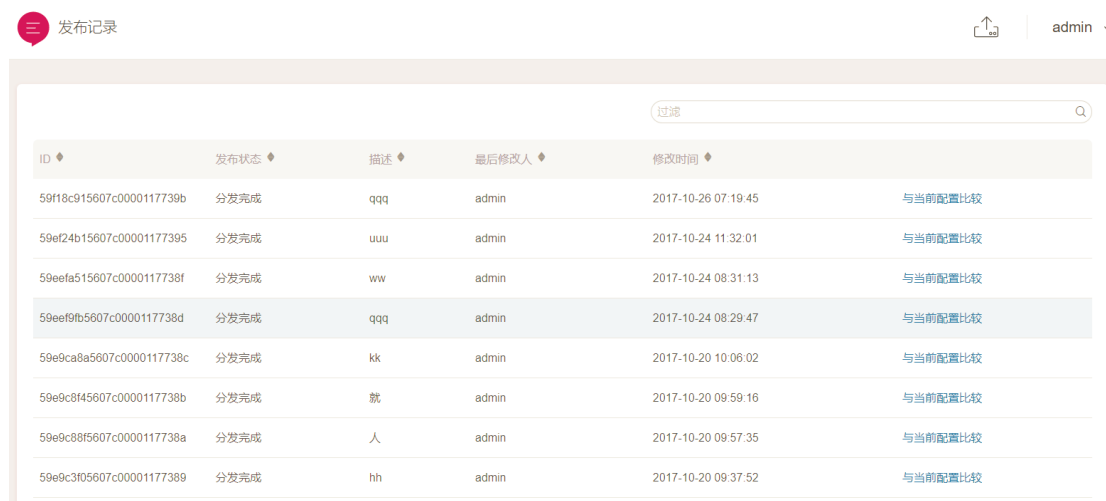 发布记录
admin
过滤
ID 发布状态 描述 最后修改人 修改时间
59f18c915607c0000117739b 分发完成 qqq admin 2017-10-26 07:19:45 与当前配置比较
59ef24b15607c00001177395 分发完成 uuu admin 2017-10-24 11:32:01 与当前配置比较
59eefa515607c0000117738f 分发完成 ww admin 2017-10-24 08:31:13 与当前配置比较
59eef9fb5607c0000117738d 分发完成 qqq admin 2017-10-24 08:29:47 与当前配置比较
59e9ca8a5607c0000117738c 分发完成 kk admin 2017-10-20 10:06:02 与当前配置比较
59e9c8f45607c0000117738b 分发完成 就 admin 2017-10-20 09:59:16 与当前配置比较
59e9c88f5607c0000117738a 分发完成 人 admin 2017-10-20 09:57:35 与当前配置比较
59e9c3f05607c00001177389 分发完成 hh admin 2017-10-20 09:37:52 与当前配置比较